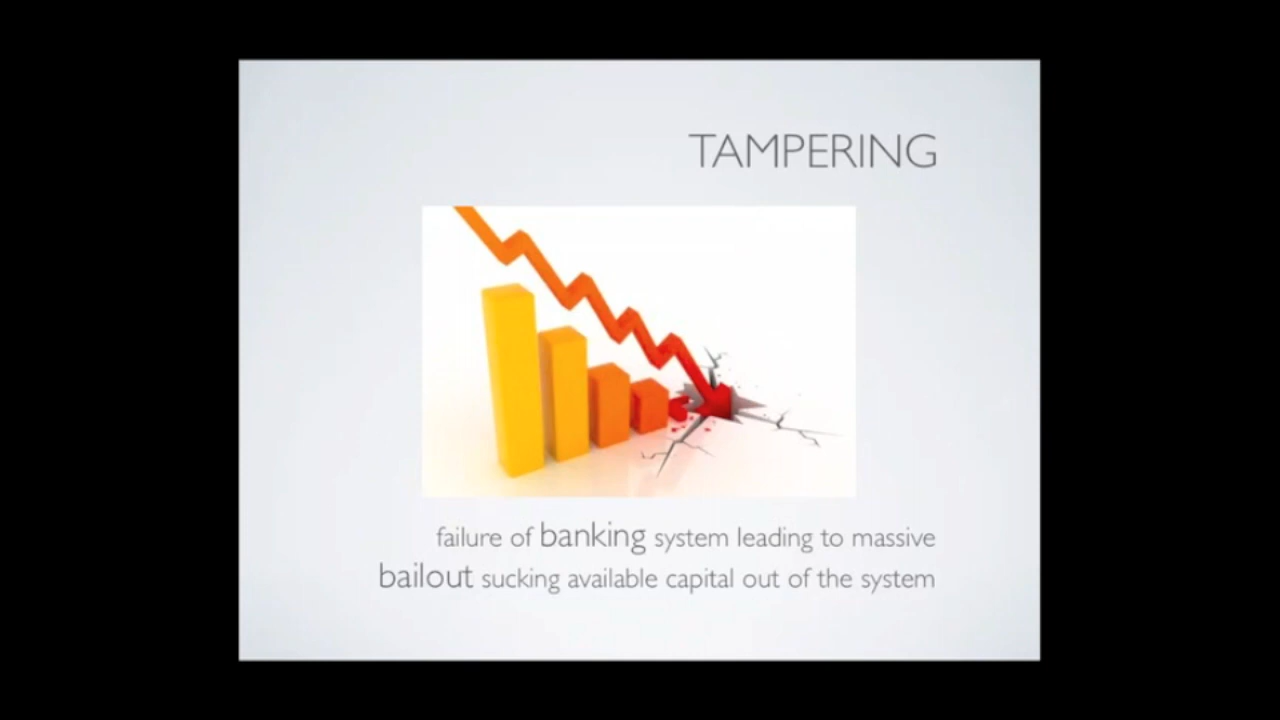 TAMPERING
failure of banking system leading to massive
bailout sucking available capital out of the system